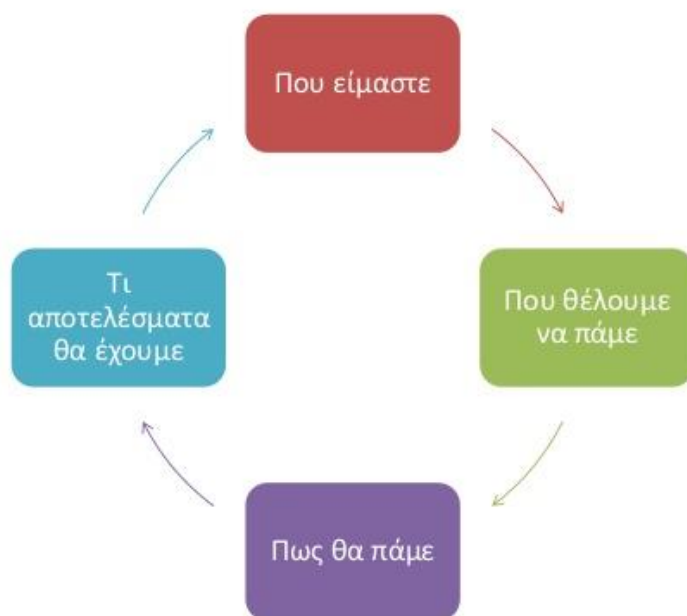 Που είμαστε
Που θέλουμε
να πάμε
Πως θα πάμε
Τι
αποτελέσματα
θα έχουμε